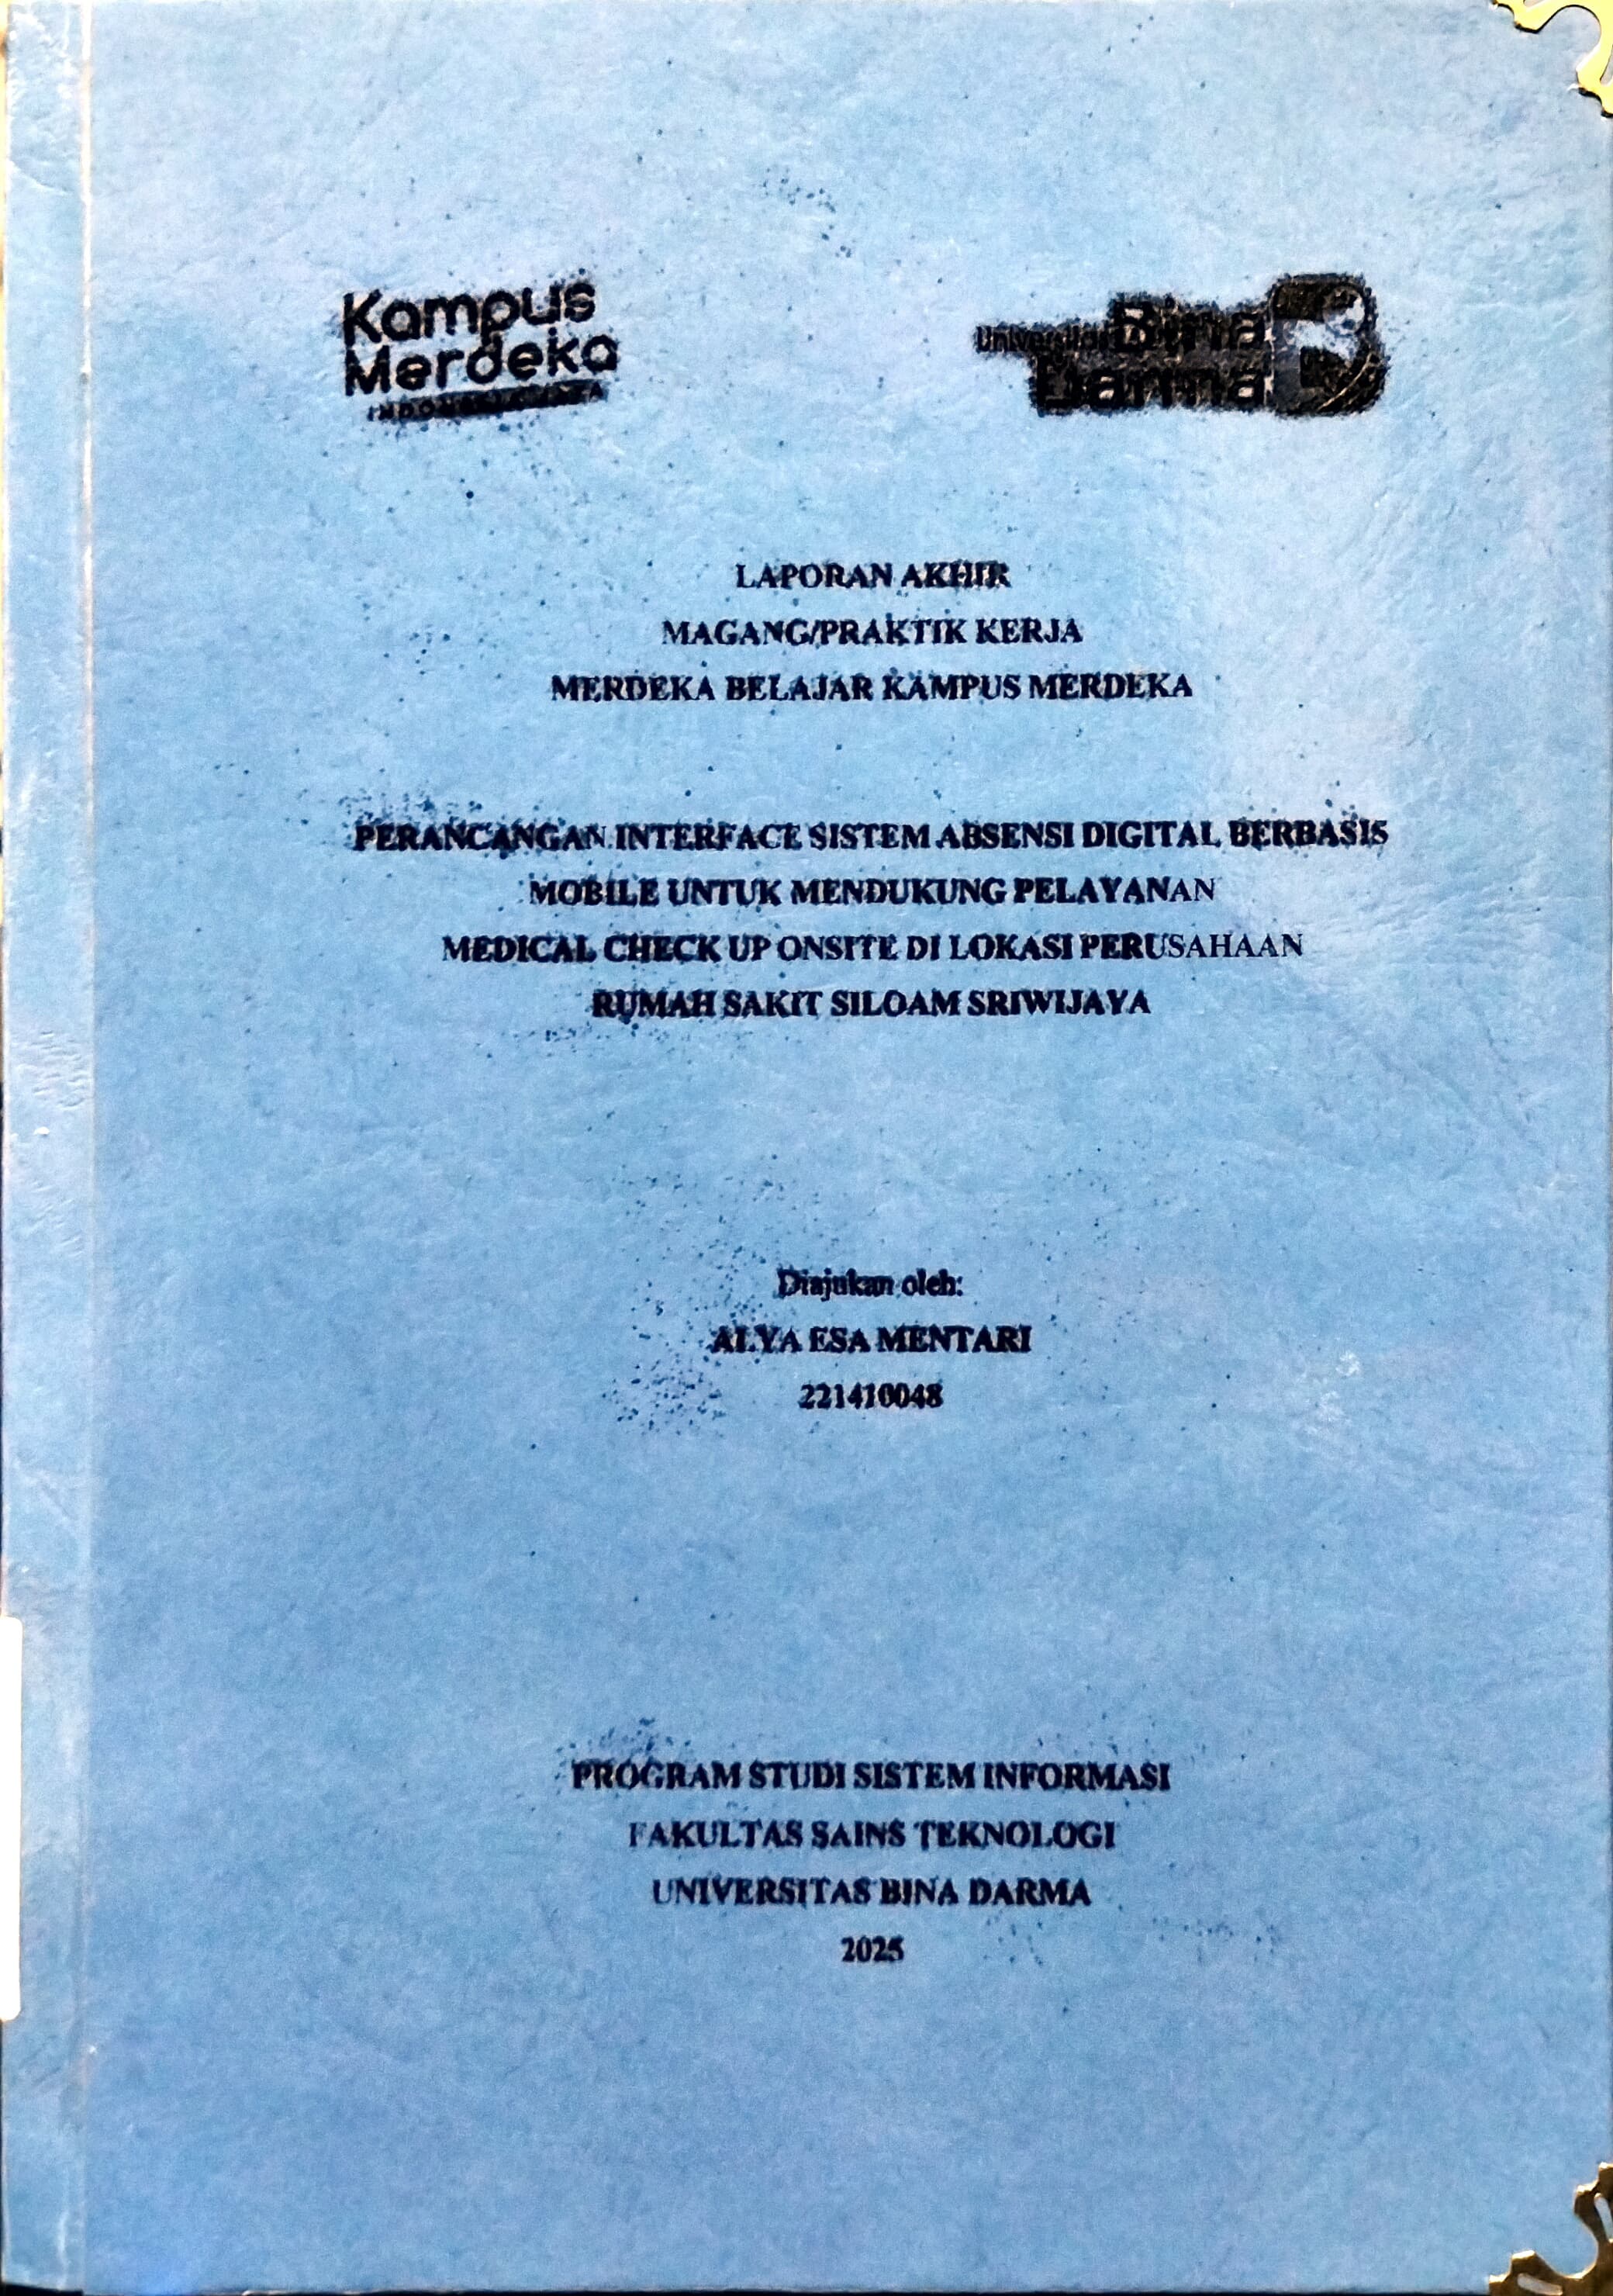 Kampus
Merdeka
INDONESIA JAYA
Universitas Bina
Darma
LAPORAN AKHIR
MAGANG/PRAKTIK KERJA
MERDEKA BELAJAR KAMPUS MERDEKA
PERANCANGAN INTERFACE SISTEM ABSENSI DIGITAL BERBASIS
MOBILE UNTUK MENDUKUNG PELAYANAN
MEDICAL CHECK UP ONSITE DI LOKASI PERUSAHAAN
RUMAH SAKIT SILOAM SRIWIJAYA
Diajukan oleh:
ALYA ESA MENTARI
221410048
PROGRAM STUDI SISTEM INFORMASI
FAKULTAS SAINS TEKNOLOGI
UNIVERSITAS BINA DARMA
2025